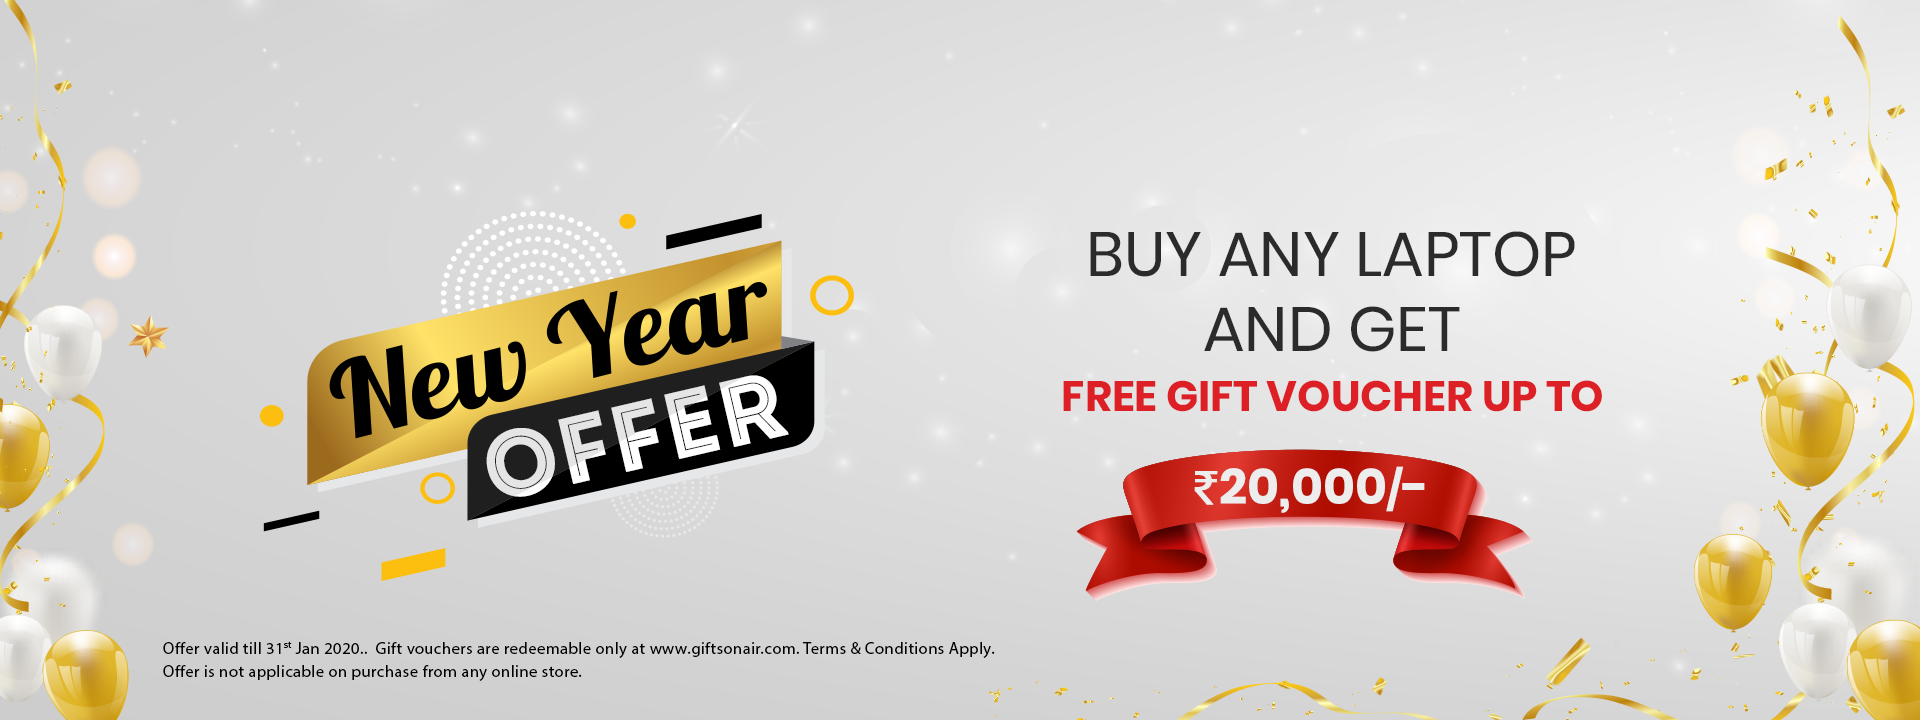 New Year
OFFER
BUY ANY LAPTOP
AND GET
FREE GIFT VOUCHER UP TO
₹20,000/-
Offer valid till 31st Jan 2020..  Gift vouchers are redeemable only at www.giftsonair.com. Terms & Conditions Apply.
Offer is not applicable on purchase from any online store.